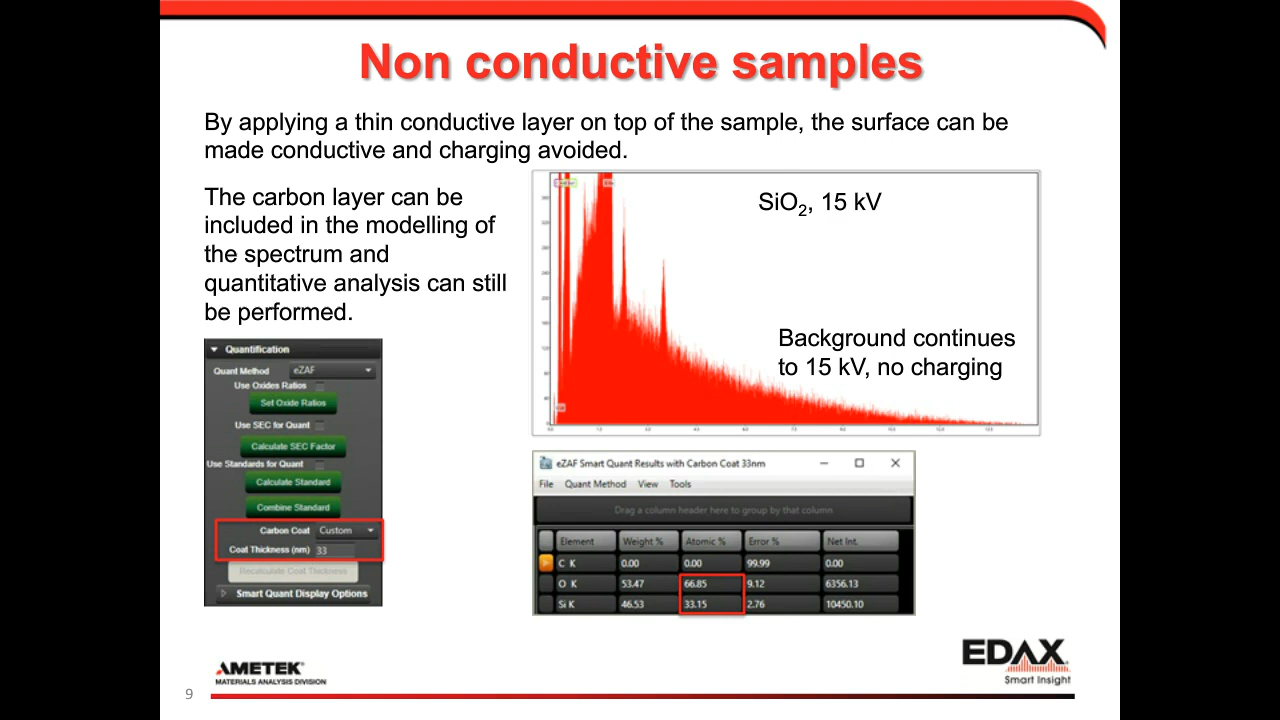 Non conductive samples
By applying a thin conductive layer on top of the sample, the surface can be
made conductive and charging avoided.
The carbon layer can be
included in the modelling of
the spectrum and
quantitative analysis can still
be performed.
SiO2, 15 kV
Background continues
to 15 kV, no charging
Quantification
Quant Method eZAF
Use Oxides Ratios
Set Oxide Ratios
Use SEC for Quant
Calculate SEC Factor
Use Standards for Quant
Calculate Standard
Combine Standard
Carbon Coat Custom
Coat Thickness (nm) 33
Recalculate Coat Thickness
Smart Quant Display Options
eZAF Smart Quant Results with Carbon Coat 33nm
File Quant Method View Tools
Drag a column header here to group by that column
Element Weight % Atomic % Error % Net Int.
C K 0.00 0.00 99.99 0.00
O K 53.47 66.85 9.12 6356.13
Si K 46.53 33.15 2.76 10450.10
AMETEK®
MATERIALS ANALYSIS DIVISION
EDAX
Smart Insight
9